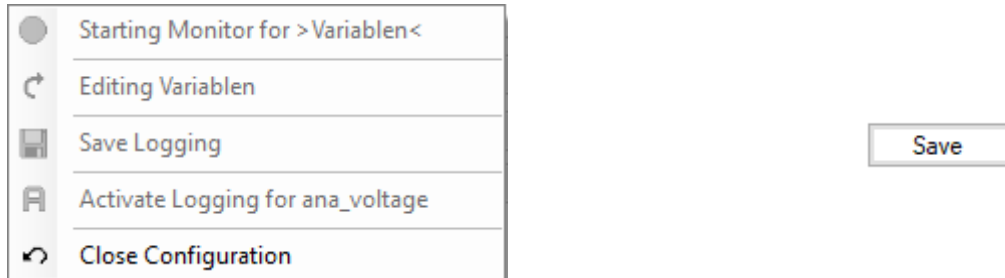 Starting Monitor for >Variablen<
Editing Variablen
Save Logging
Save
Activate Logging for ana_voltage
Close Configuration